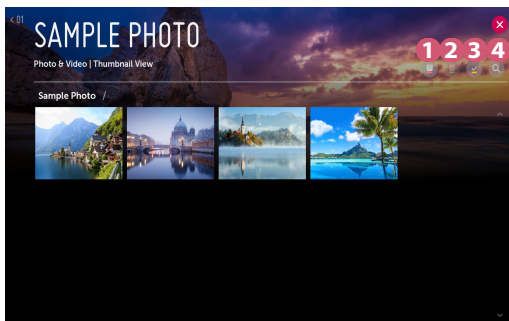 < 01
SAMPLE PHOTO
1 2 3 4
Photo & Video | Thumbnail View
Sample Photo /